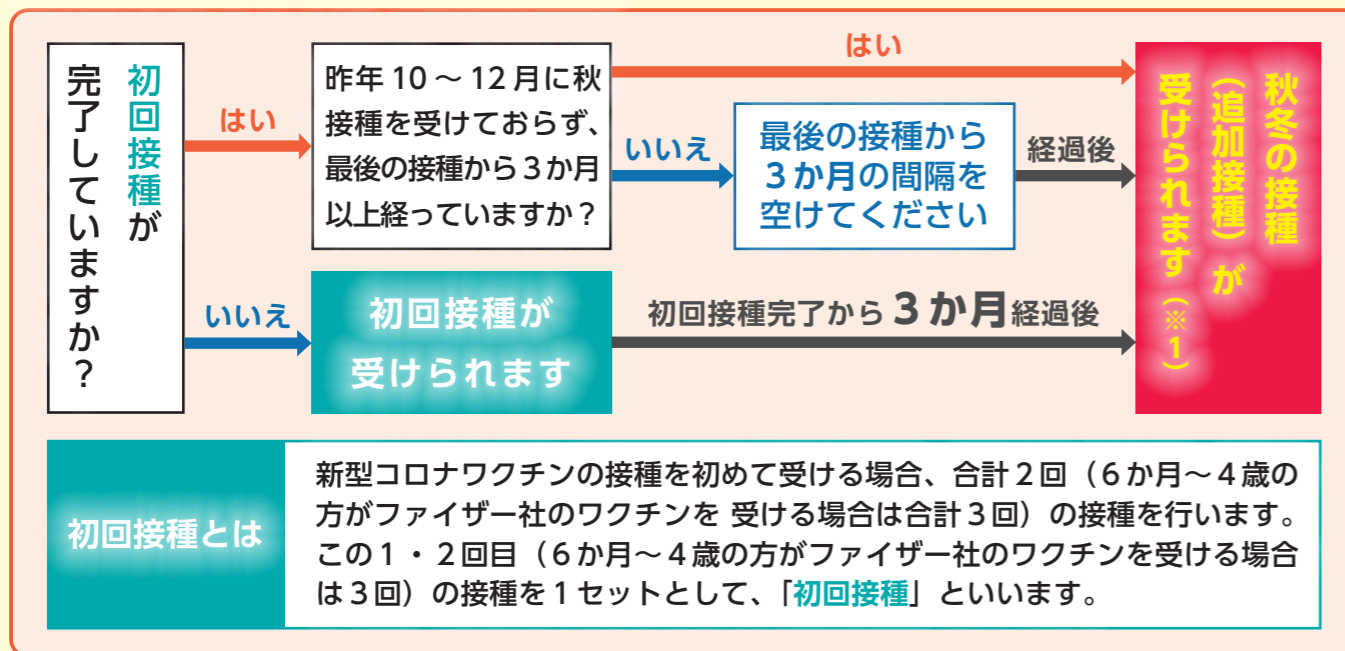 初回接種が
完了していますか？
はい
昨年 10 ～ 12 月に秋
接種を受けておらず、
最後の接種から３か月
以上経っていますか？
はい
いいえ
最後の接種から
３か月の間隔を
空けてください
経過後
いいえ
初回接種が
受けられます
初回接種完了から３か月経過後
秋冬の接種
（追加接種）が
受けられます（※１）
初回接種とは
新型コロナワクチンの接種を初めて受ける場合、合計２回（６か月～４歳の
方がファイザー社のワクチンを 受ける場合は合計３回）の接種を行います。
この１・２回目（６か月～４歳の方がファイザー社のワクチンを受ける場合
は３回）の接種を１セットとして、「初回接種」といいます。